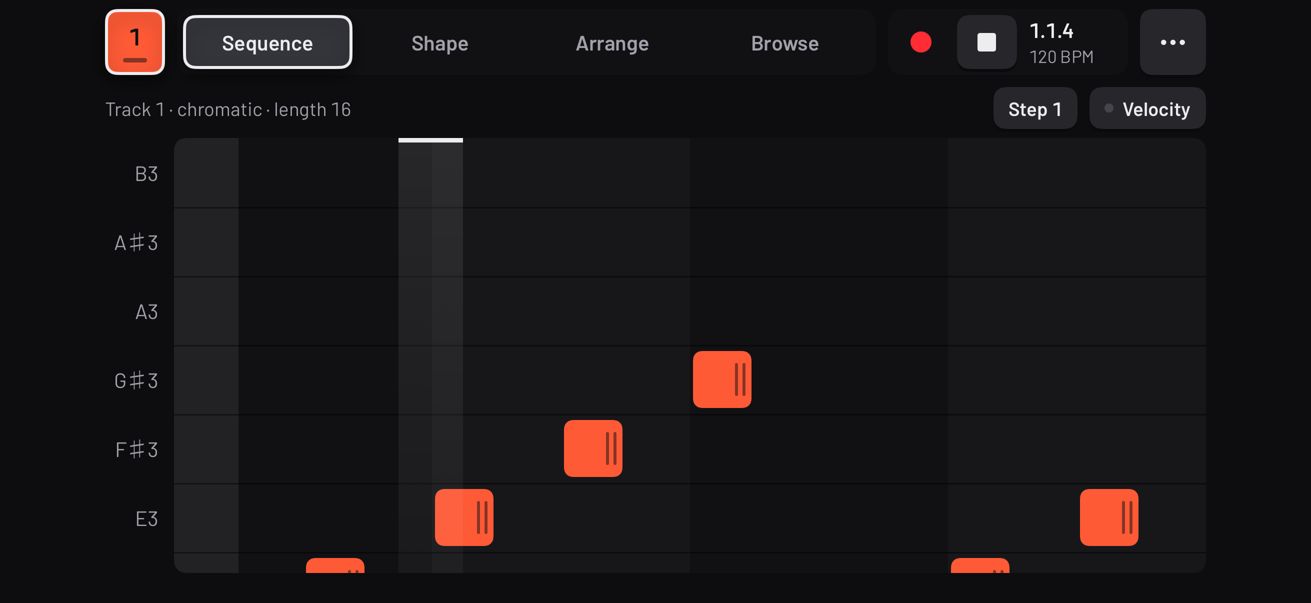 1 Sequence Shape Arrange Browse 1.1.4
120 BPM
Track 1 · chromatic · length 16 Step 1 Velocity
B3
A♯3
A3
G♯3
F♯3
E3